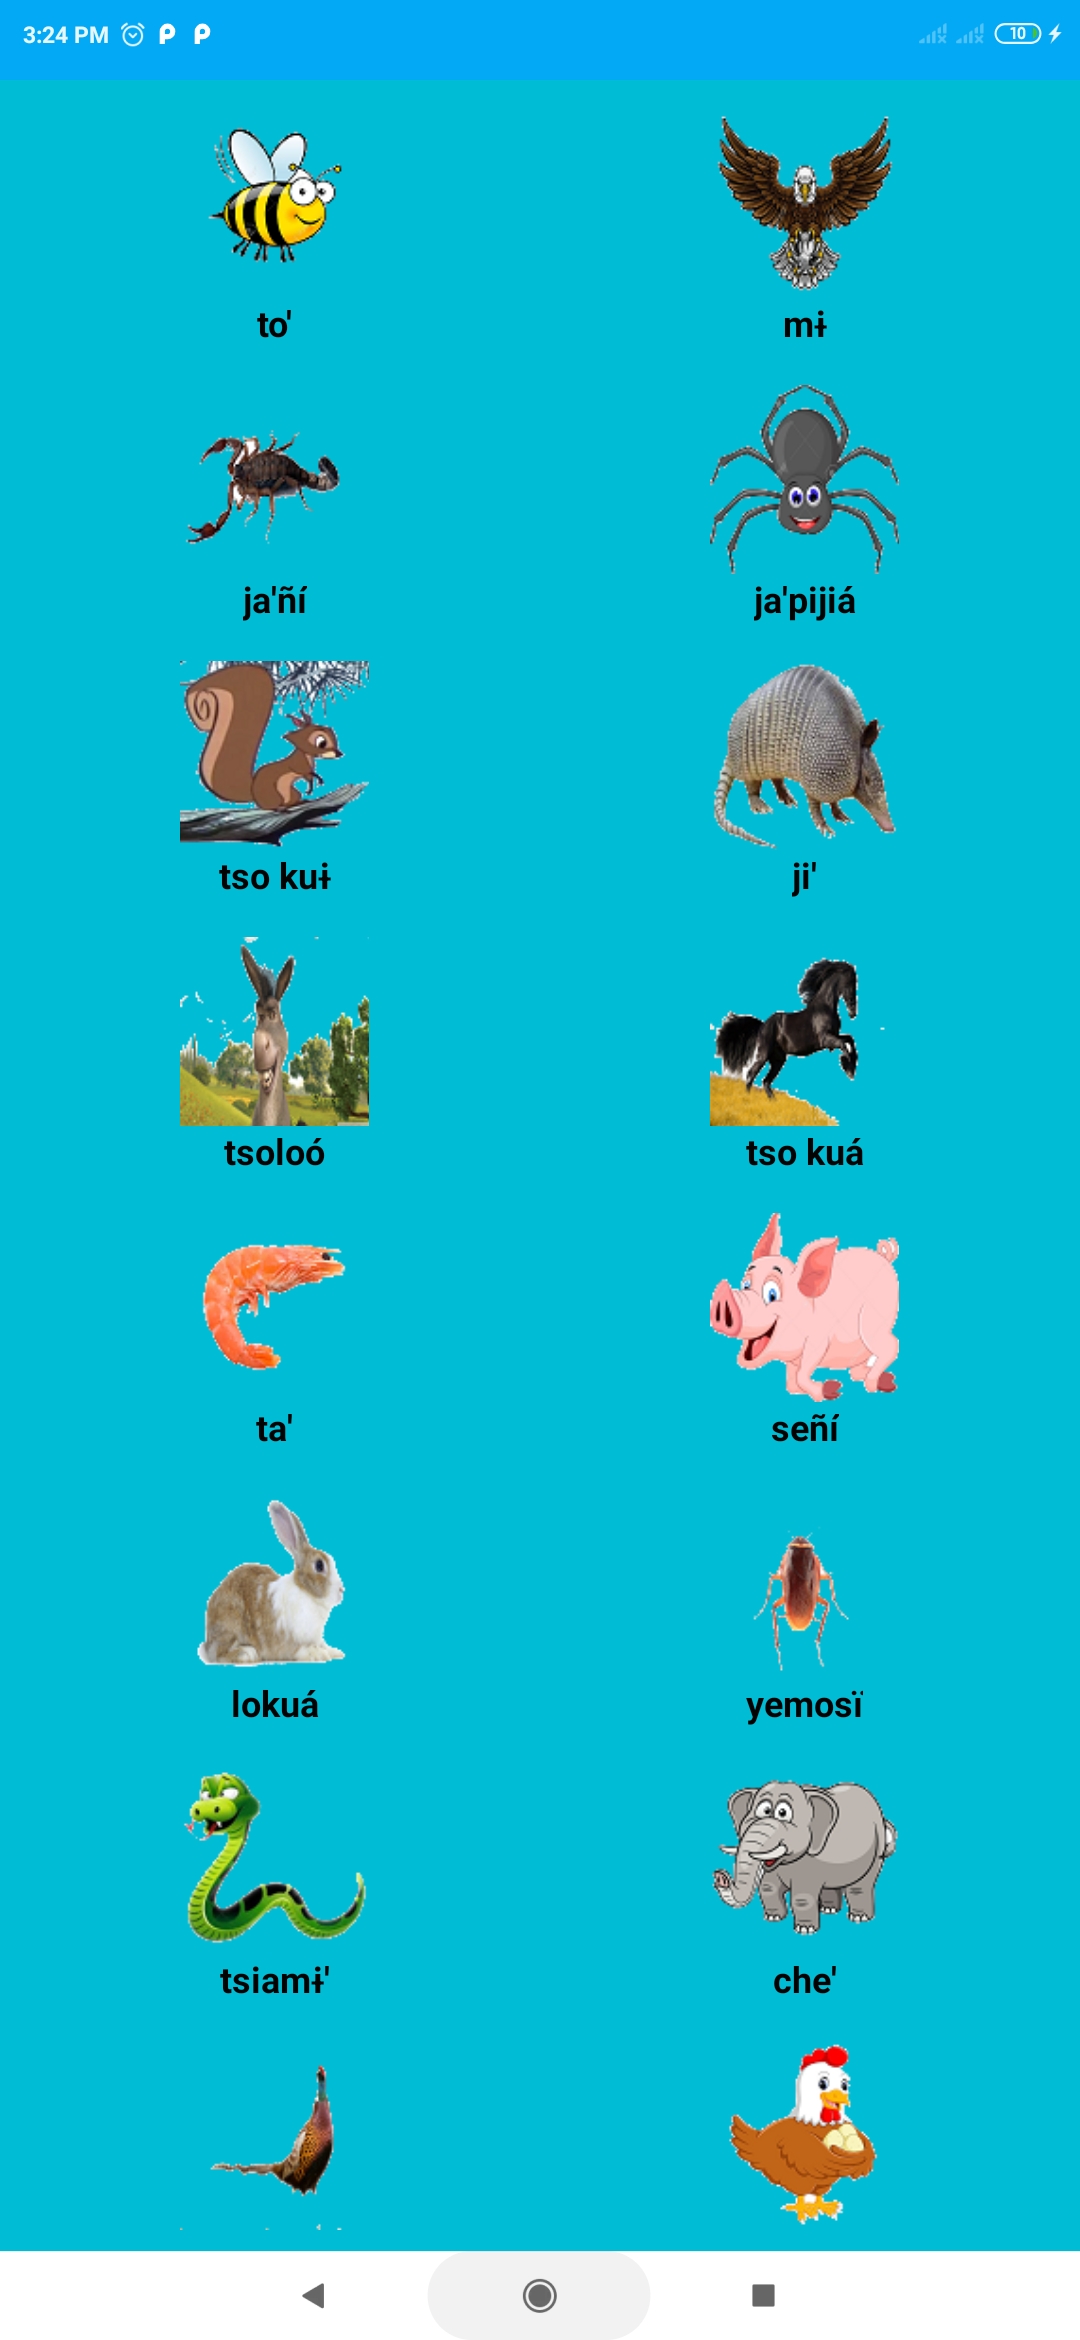 3:24 PM
10
to'
mɨ
ja'ñí
ja'pijiá
tso kuɨ
ji'
tsoloó
tso kuá
ta'
señí
lokuá
yemosï
tsiamɨ'
che'